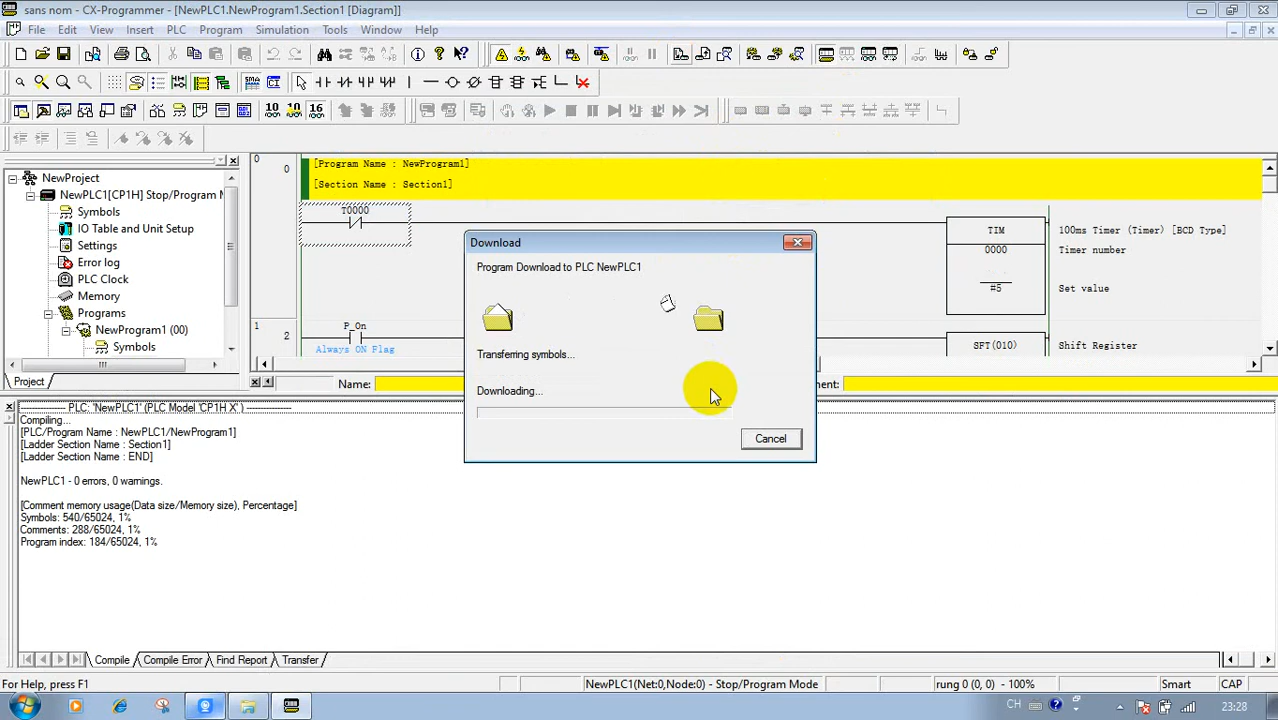 sans nom - CX-Programmer - [NewPLC1.NewProgram1.Section1 [Diagram]]
File Edit View Insert PLC Program Simulation Tools Window Help
10 10 16
NewProject
NewPLC1[CP1H] Stop/Program M
Symbols
IO Table and Unit Setup
Settings
Error log
PLC Clock
Memory
Programs
NewProgram1 (00)
Symbols
Project
0
0
[Program Name : NewProgram1]
[Section Name : Section1]
T0000
TIM
100ms Timer (Timer) [BCD Type]
0000
Timer number
#5
Set value
1
2
P_On
Always ON Flag
SFT(010)
Shift Register
Name:
ment:
Download
Program Download to PLC NewPLC1
Transferring symbols...
Downloading...
Cancel
PLC: 'NewPLC1' (PLC Model 'CP1H X')
Compiling...
[PLC/Program Name : NewPLC1/NewProgram1]
[Ladder Section Name : Section1]
[Ladder Section Name : END]
NewPLC1 - 0 errors, 0 warnings.
[Comment memory usage(Data size/Memory size), Percentage]
Symbols: 540/65024, 1%
Comments: 288/65024, 1%
Program index: 184/65024, 1%
Compile Compile Error Find Report Transfer
For Help, press F1
NewPLC1(Net:0,Node:0) - Stop/Program Mode
rung 0 (0, 0) - 100%
Smart
CAP
CH
23:28